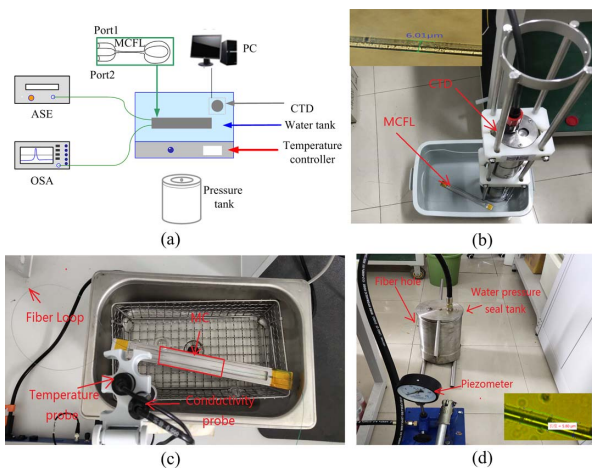 Port1
MCFL
Port2
PC
ASE
CTD
Water tank
OSA
Temperature
controller
Pressure
tank
(a)
6.01μm
CTD
MCFL
(b)
Fiber Loop
MC
Temperature
probe
Conductivity
probe
(c)
Fiber hole
Water pressure
seal tank
Piezometer
(d)